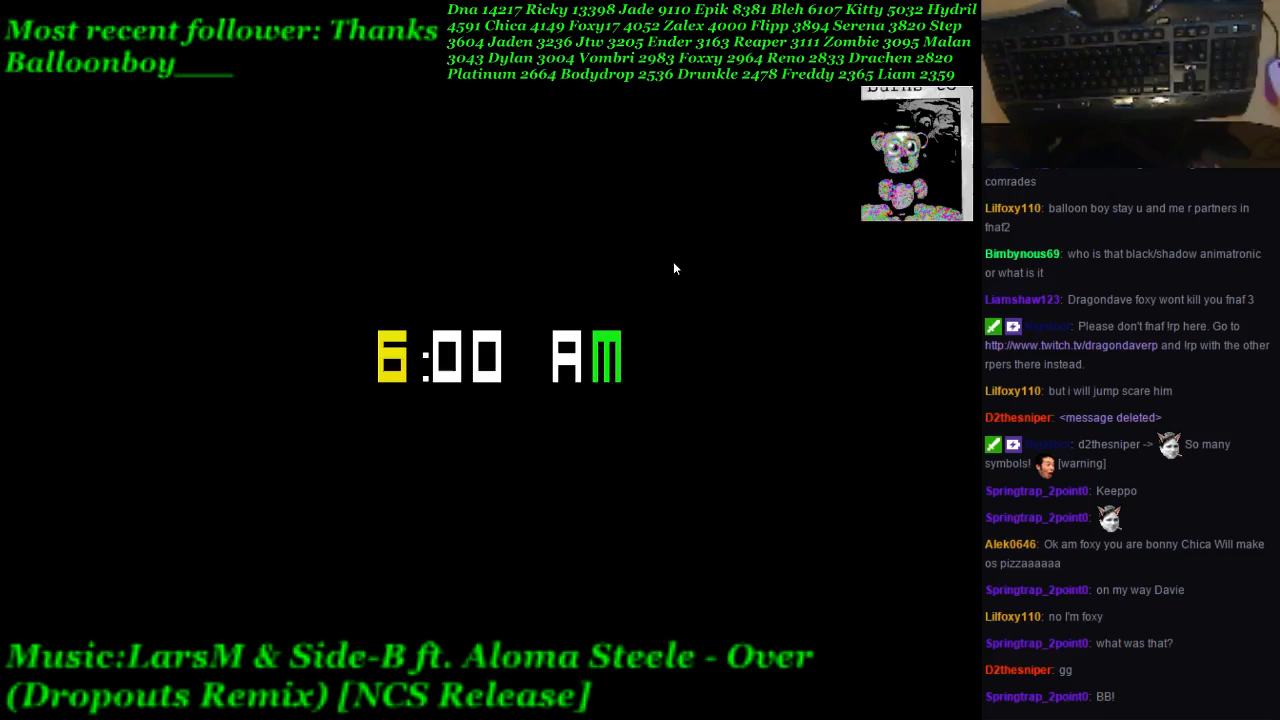 Most recent follower: Thanks
Balloonboy___
Dna 14217 Ricky 13398 Jade 9110 Epik 8381 Bleh 6107 Kitty 5032 Hydril
4591 Chica 4149 Foxy17 4052 Zalex 4000 Flipp 3894 Serena 3820 Step
3604 Jaden 3236 Jtw 3205 Ender 3163 Reaper 3111 Zombie 3095 Malan
3043 Dylan 3004 Vombri 2983 Foxxy 2964 Reno 2833 Drachen 2820
Platinum 2664 Bodydrop 2536 Drunkle 2478 Freddy 2365 Liam 2359
6:00 AM
comrades
Lilfoxy110: balloon boy stay u and me r partners in
fnaf2
Bimbynous69: who is that black/shadow animatronic
or what is it
Liamshaw123: Dragondave foxy wont kill you fnaf 3
: Please don't fnaf !rp here. Go to
http://www.twitch.tv/dragondaverp and !rp with the other
rpers there instead.
Lilfoxy110: but i will jump scare him
D2thesniper: <message deleted>
: d2thesniper -> So many
symbols! [warning]
Springtrap_2point0: Keeppo
Springtrap_2point0:
Alek0646: Ok am foxy you are bonny Chica Will make
os pizzaaaaaa
Springtrap_2point0: on my way Davie
Lilfoxy110: no I'm foxy
Springtrap_2point0: what was that?
D2thesniper: gg
Springtrap_2point0: BB!
Music:LarsM & Side-B ft. Aloma Steele - Over
(Dropouts Remix) [NCS Release]